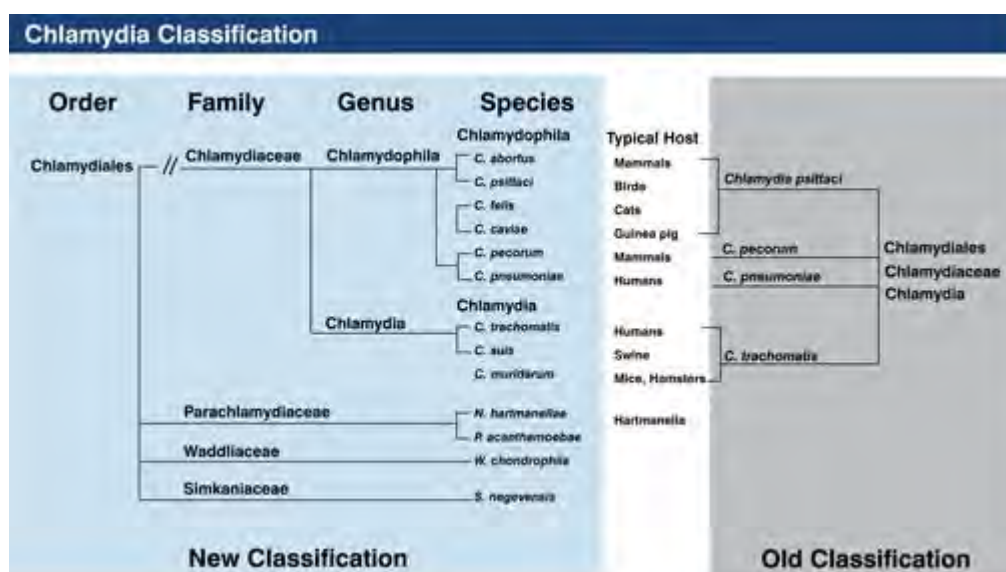 Chlamydia Classification
Order Family Genus Species
Chlamydophila
Typical Host
Chlamydiales // Chlamydiaceae Chlamydophila
C. abortus Mammals
Chlamydia psittaci
C. psittaci Birds
C. felis Cats
C. caviae Guinea pig
C. pecorum Mammals C. pecorum Chlamydiales
C. pneumoniae Humans C. pneumoniae Chlamydiaceae
Chlamydia
Chlamydia
Chlamydia C. trachomatis Humans
C. suis Swine C. trachomatis
C. muridarum Mice, Hamsters
Parachlamydiaceae N. hartmanellae Hartmanella
P. acanthamoebae
Waddliaceae W. chondrophila
Simkaniaceae S. negevensis
New Classification Old Classification